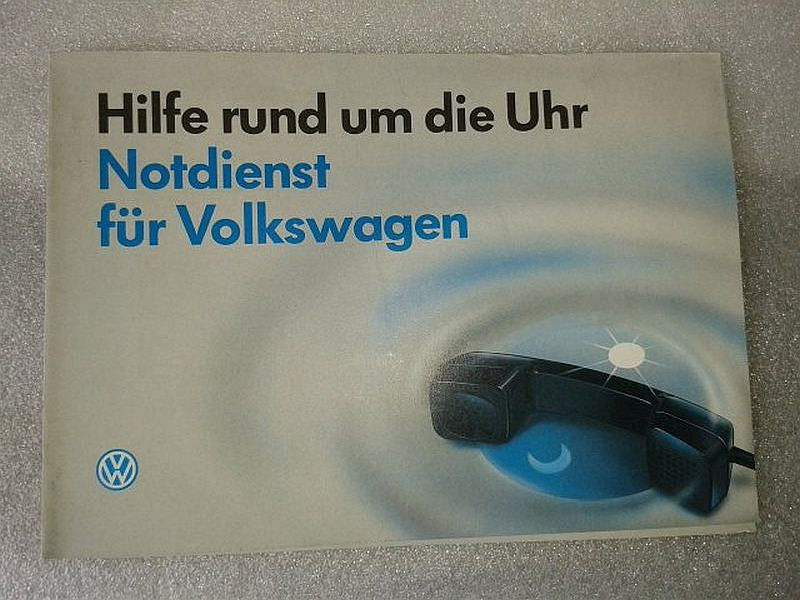 Hilfe rund um die Uhr
Notdienst
für Volkswagen
VW